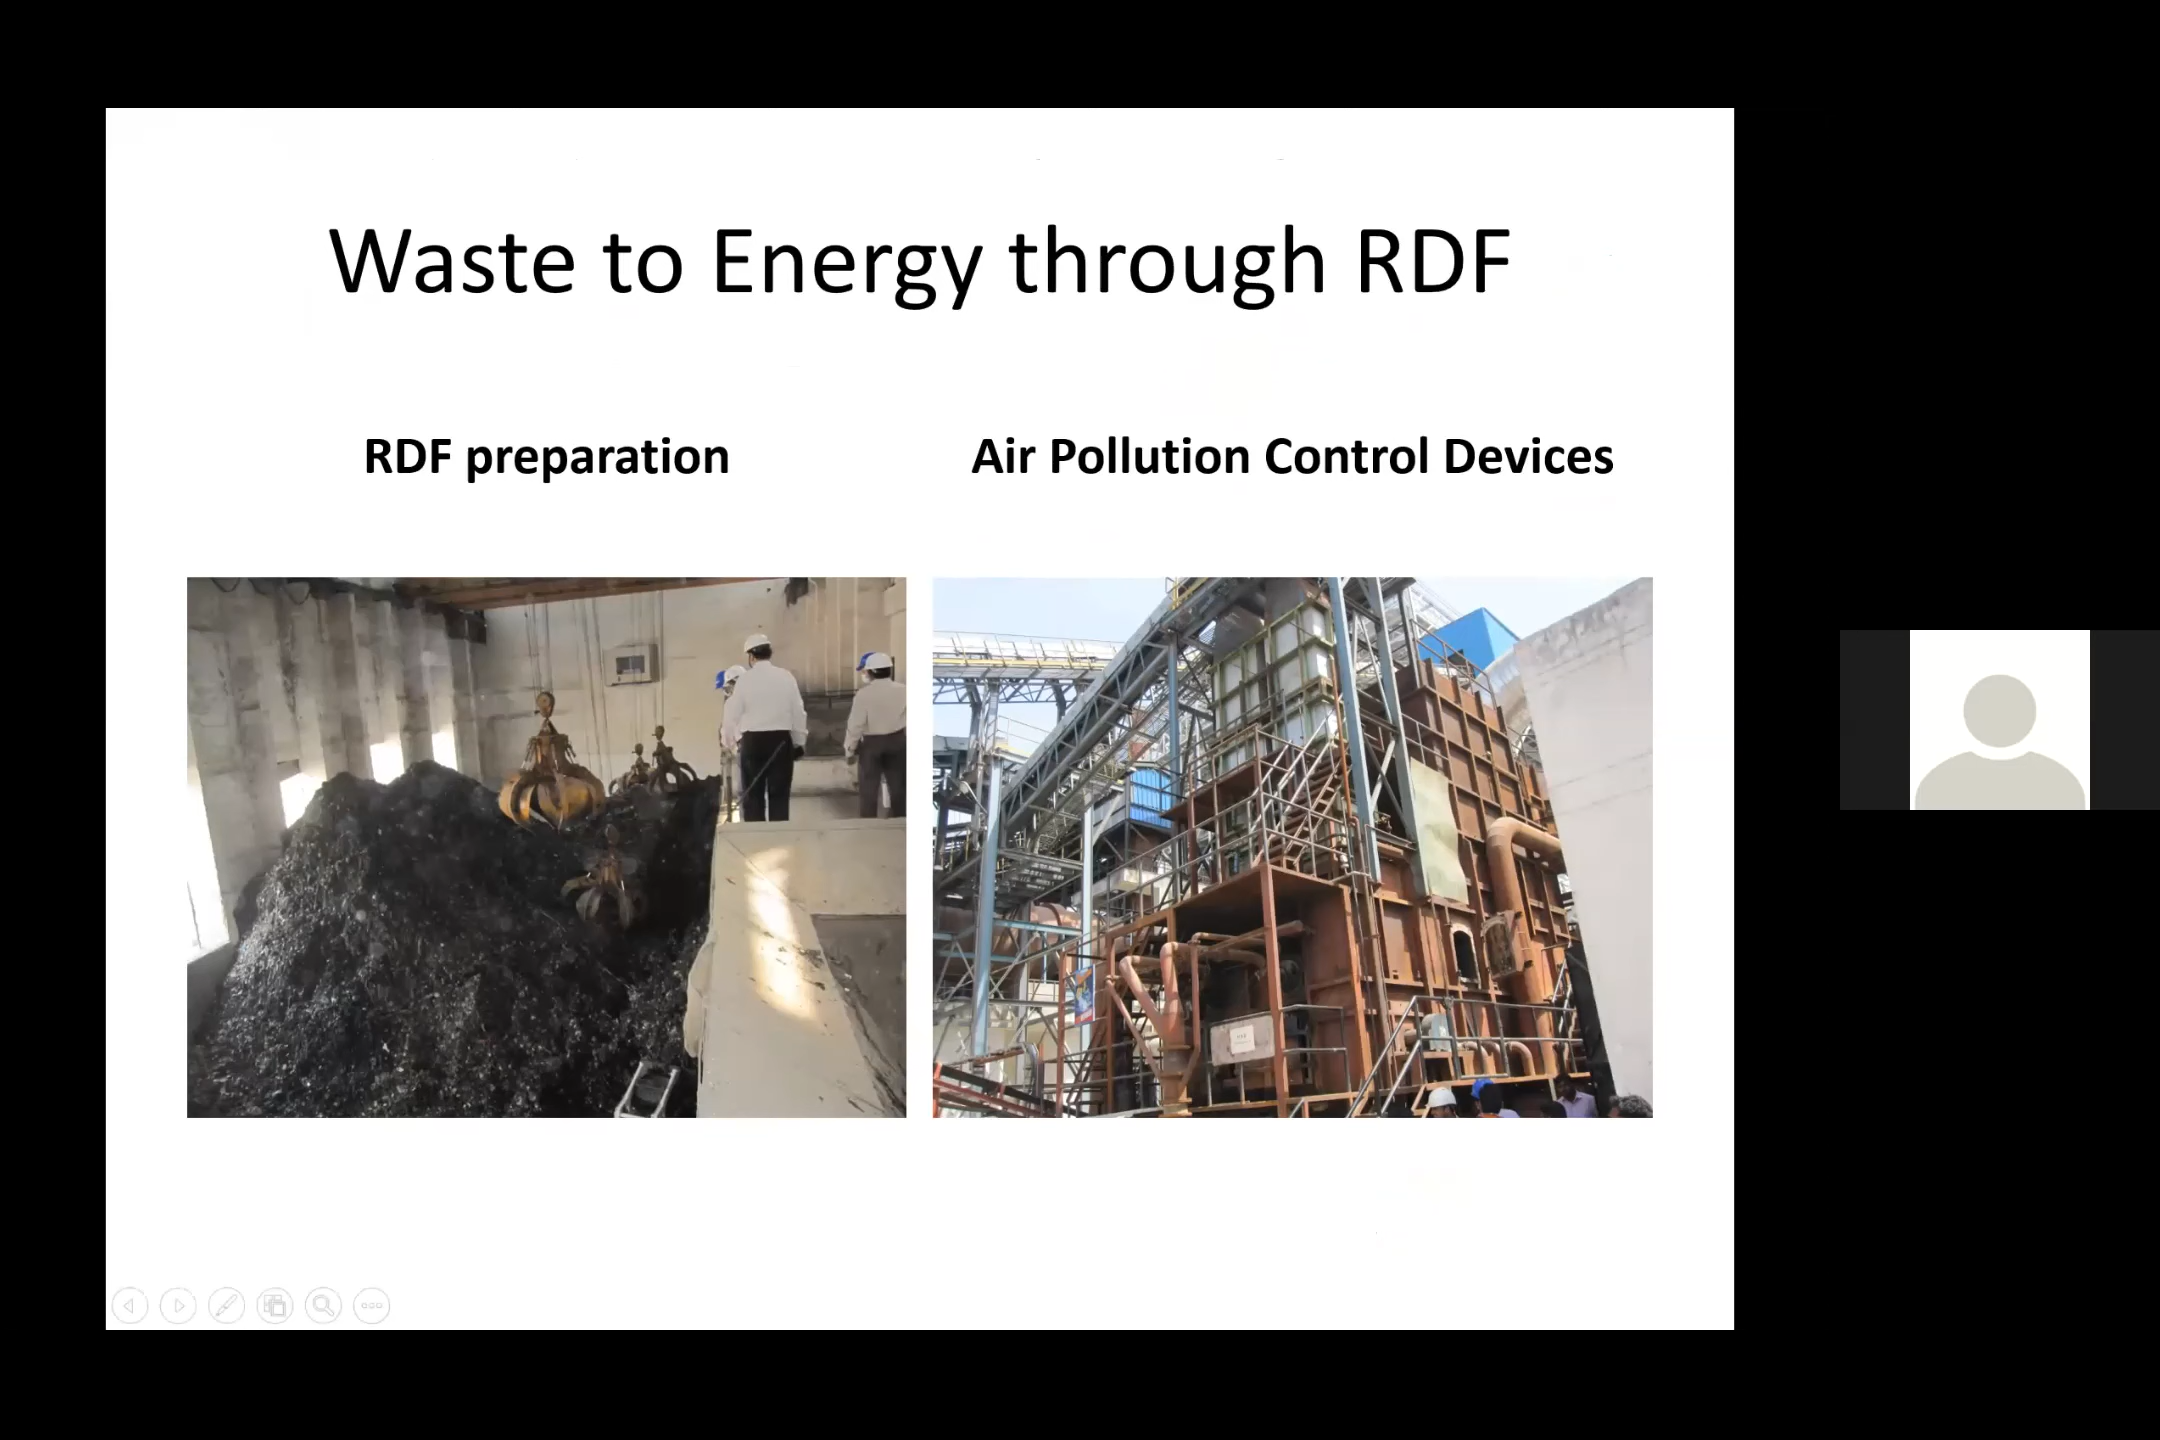 Waste to Energy through RDF
RDF preparation
Air Pollution Control Devices